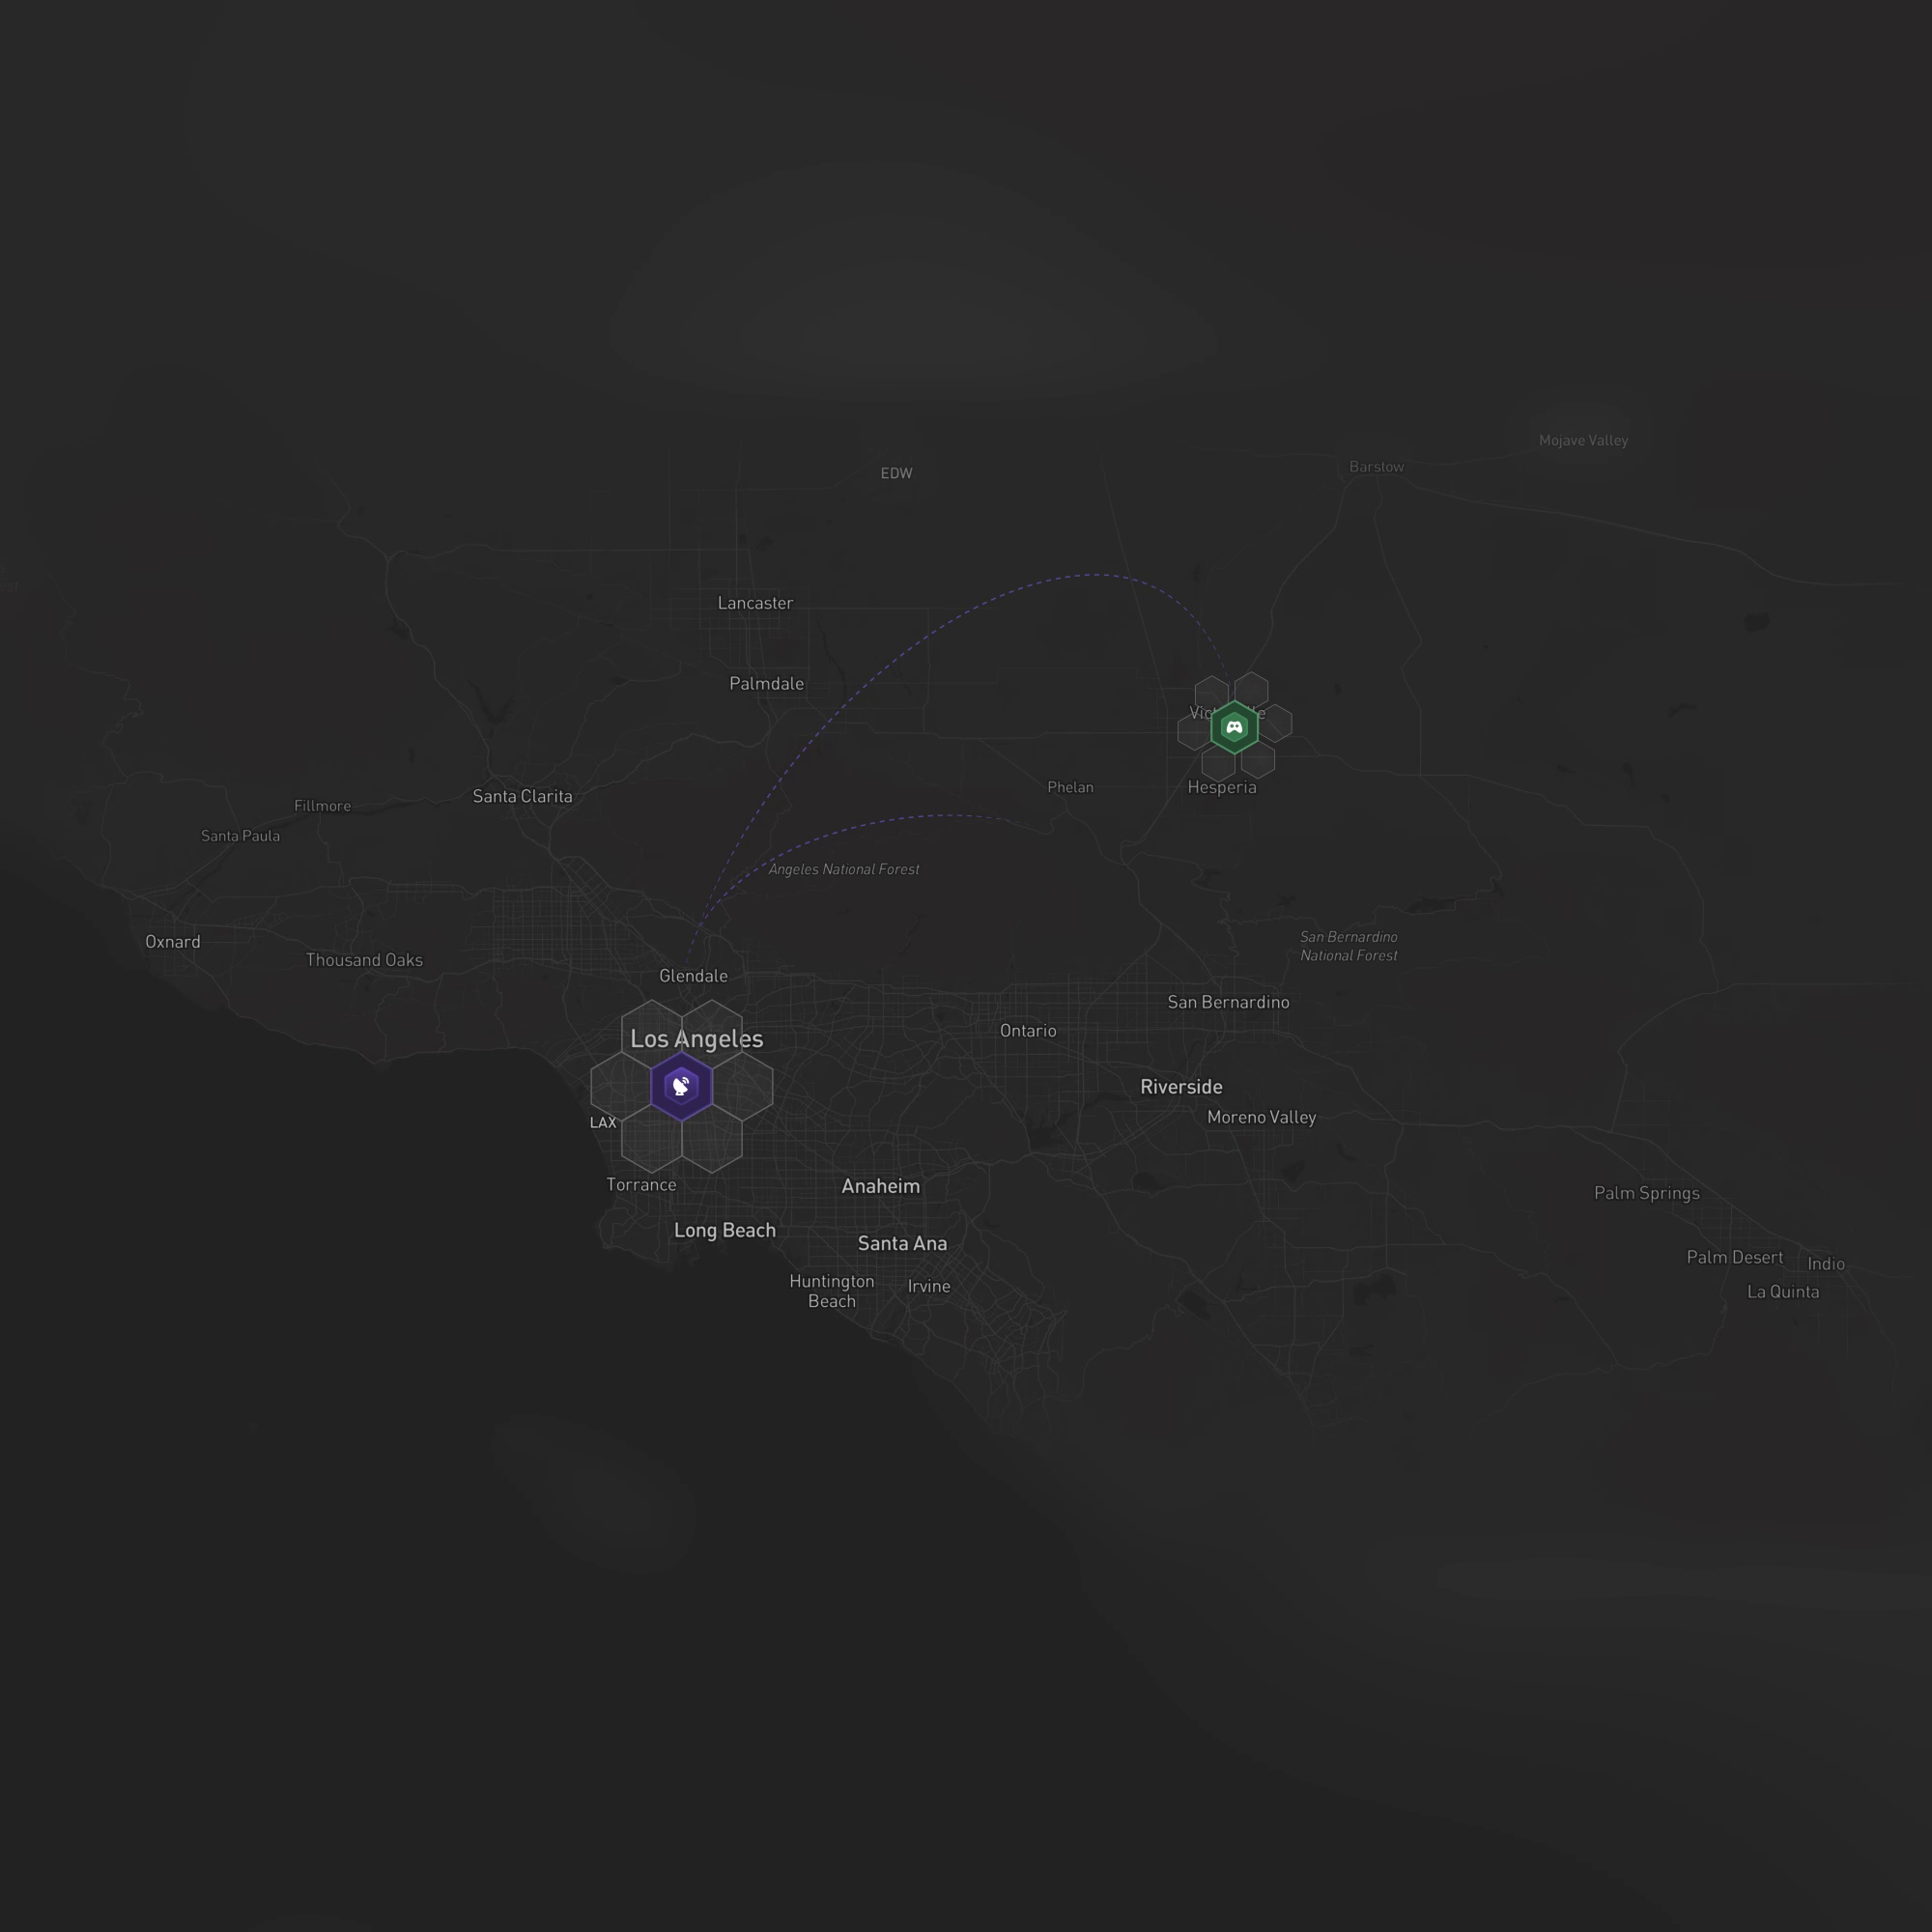 Mojave Valley
Barstow
EDW
Lancaster
Palmdale
Hesperia
Phelan
Santa Clarita
Fillmore
Santa Paula
Angeles National Forest
Oxnard
Thousand Oaks
San Bernardino
National Forest
Glendale
San Bernardino
Ontario
Los Angeles
Riverside
Moreno Valley
LAX
Torrance
Anaheim
Palm Springs
Long Beach
Santa Ana
Palm Desert
Indio
Huntington
Beach
Irvine
La Quinta